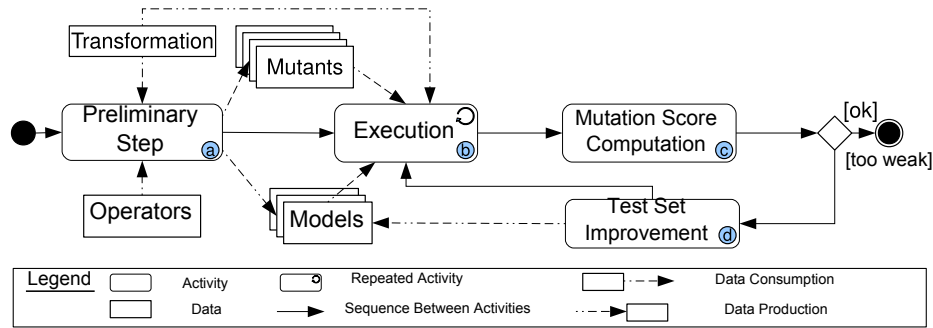 Transformation
Mutants
Preliminary
Step
a
Execution
b
Mutation Score
Computation
c
[ok]
[too weak]
Operators
Models
Test Set
Improvement
d
Legend
Activity
Repeated Activity
Data Consumption
Data
Sequence Between Activities
Data Production